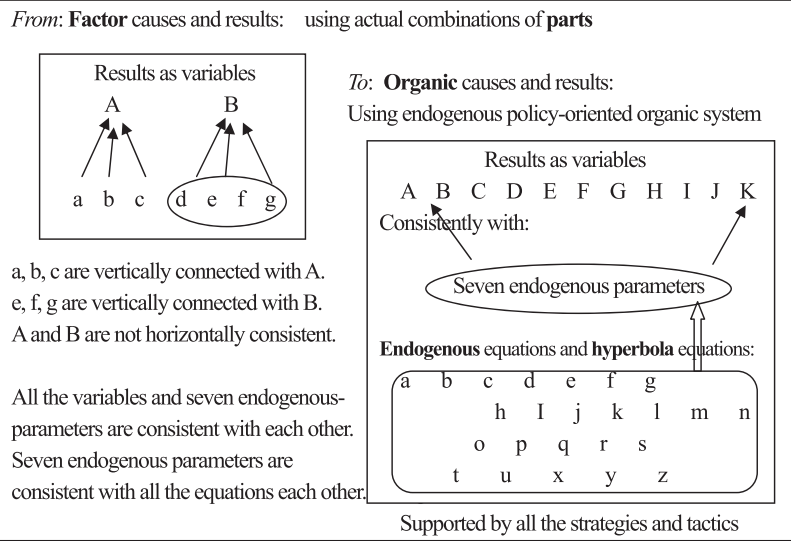 From: Factor causes and results: using actual combinations of parts
Results as variables
A B
a b c d e f g
a, b, c are vertically connected with A.
e, f, g are vertically connected with B.
A and B are not horizontally consistent.
All the variables and seven endogenous-
parameters are consistent with each other.
Seven endogenous parameters are
consistent with all the equations each other.
To: Organic causes and results:
Using endogenous policy-oriented organic system
Results as variables
A B C D E F G H I J K
Consistently with:
Seven endogenous parameters
Endogenous equations and hyperbola equations:
a b c d e f g
h I j k l m n
o p q r s
t u x y z
Supported by all the strategies and tactics